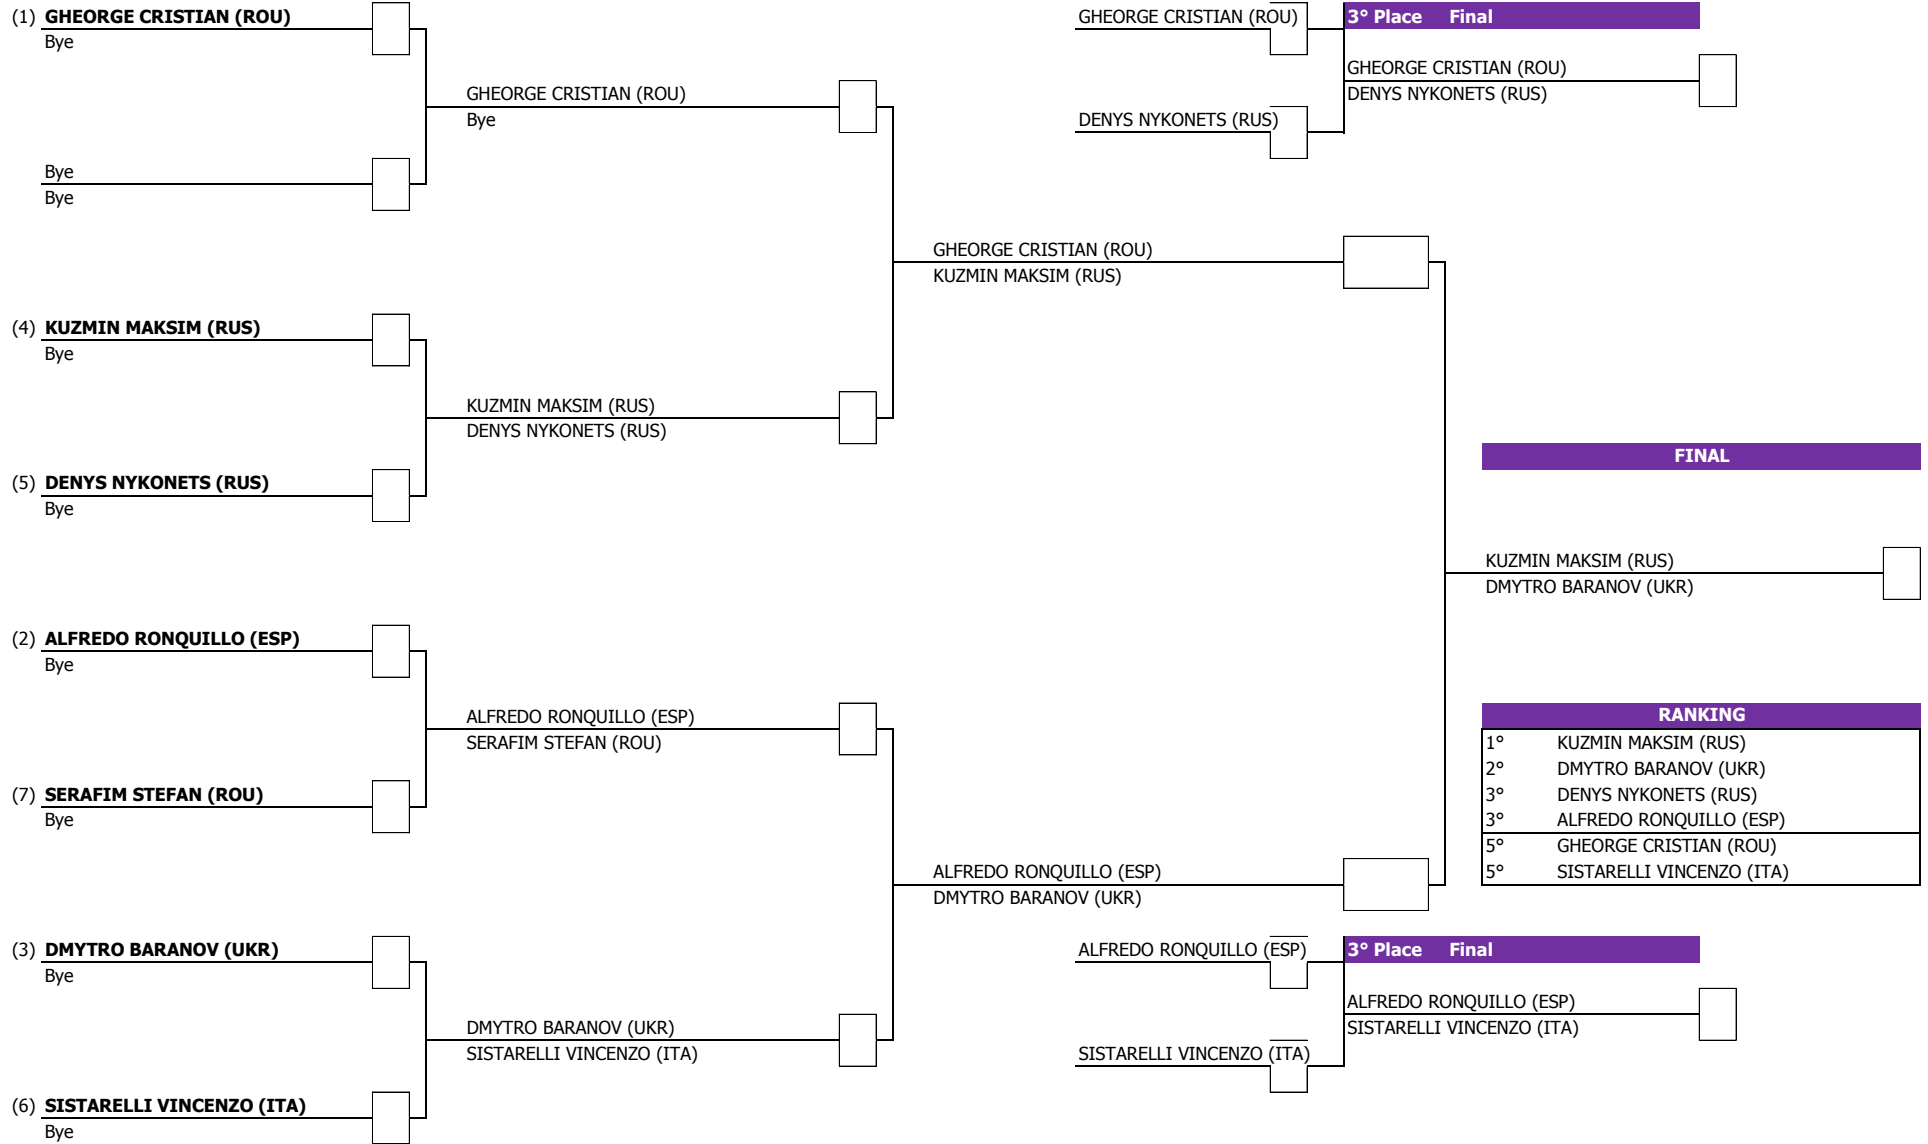 (1) GHEORGE CRISTIAN (ROU)
Bye
Bye
Bye
(4) KUZMIN MAKSIM (RUS)
Bye
(5) DENYS NYKONETS (RUS)
Bye
(2) ALFREDO RONQUILLO (ESP)
Bye
(7) SERAFIM STEFAN (ROU)
Bye
(3) DMYTRO BARANOV (UKR)
Bye
(6) SISTARELLI VINCENZO (ITA)
Bye
GHEORGE CRISTIAN (ROU)
Bye
KUZMIN MAKSIM (RUS)
DENYS NYKONETS (RUS)
ALFREDO RONQUILLO (ESP)
SERAFIM STEFAN (ROU)
DMYTRO BARANOV (UKR)
SISTARELLI VINCENZO (ITA)
GHEORGE CRISTIAN (ROU)
KUZMIN MAKSIM (RUS)
ALFREDO RONQUILLO (ESP)
DMYTRO BARANOV (UKR)
GHEORGE CRISTIAN (ROU)
DENYS NYKONETS (RUS)
3° Place Final
GHEORGE CRISTIAN (ROU)
DENYS NYKONETS (RUS)
FINAL
KUZMIN MAKSIM (RUS)
DMYTRO BARANOV (UKR)
RANKING
1° KUZMIN MAKSIM (RUS)
2° DMYTRO BARANOV (UKR)
3° DENYS NYKONETS (RUS)
3° ALFREDO RONQUILLO (ESP)
5° GHEORGE CRISTIAN (ROU)
5° SISTARELLI VINCENZO (ITA)
ALFREDO RONQUILLO (ESP)
SISTARELLI VINCENZO (ITA)
3° Place Final
ALFREDO RONQUILLO (ESP)
SISTARELLI VINCENZO (ITA)